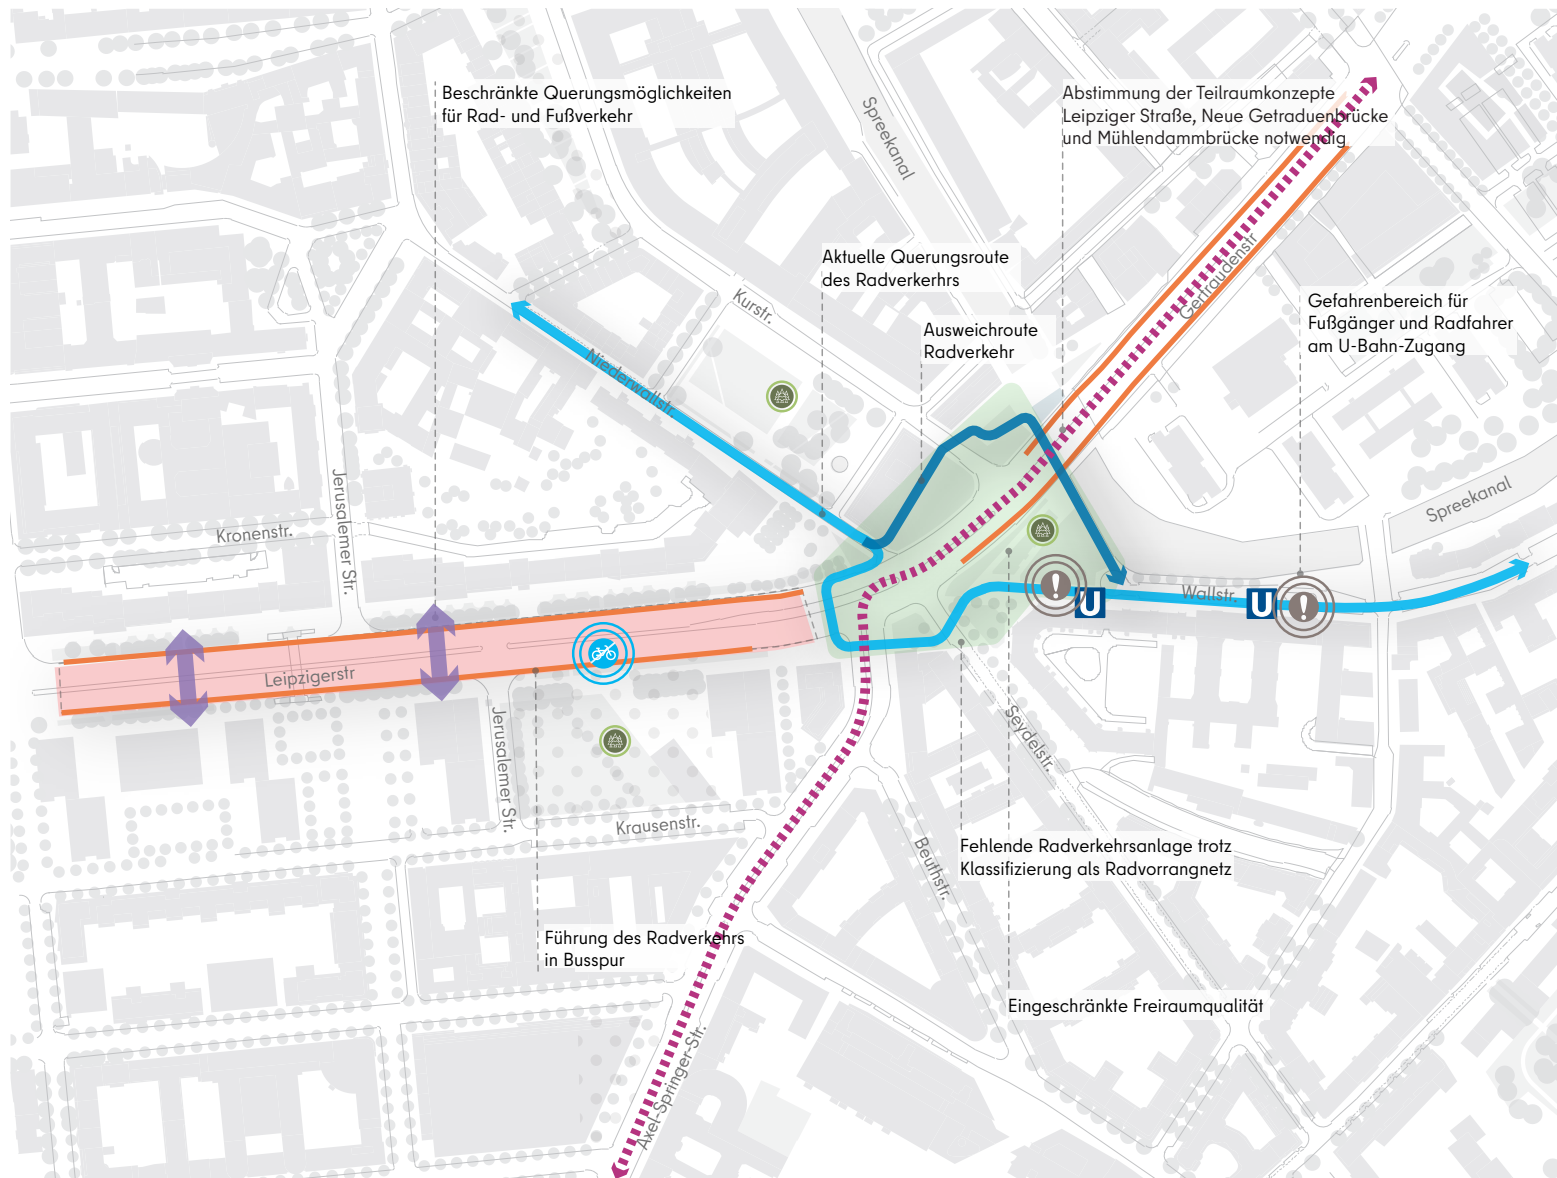 Beschränkte Querungsmöglichkeiten
für Rad- und Fußverkehr
Abstimmung der Teilraumkonzepte
Leipziger Straße, Neue Getraduenbrücke
und Mühlendammbrücke notwendig
Spreekanal
Aktuelle Querungsroute
des Radverkerhrs
Kurstr.
Gertraudenstr
Gefahrenbereich für
Fußgänger und Radfahrer
am U-Bahn-Zugang
Ausweichroute
Radverkehr
Niederwallstr.
Jerusalemer Str.
Kronenstr.
Spreekanal
Wallstr.
U
U
!
!
Leipzigerstr
Jerusalemer Str.
Seydelstr.
Krausenstr.
Beuthstr.
Fehlende Radverkehrsanlage trotz
Klassifizierung als Radvorrangnetz
Führung des Radverkehrs
in Busspur
Eingeschränkte Freiraumqualität
Axel-Springer-Str.